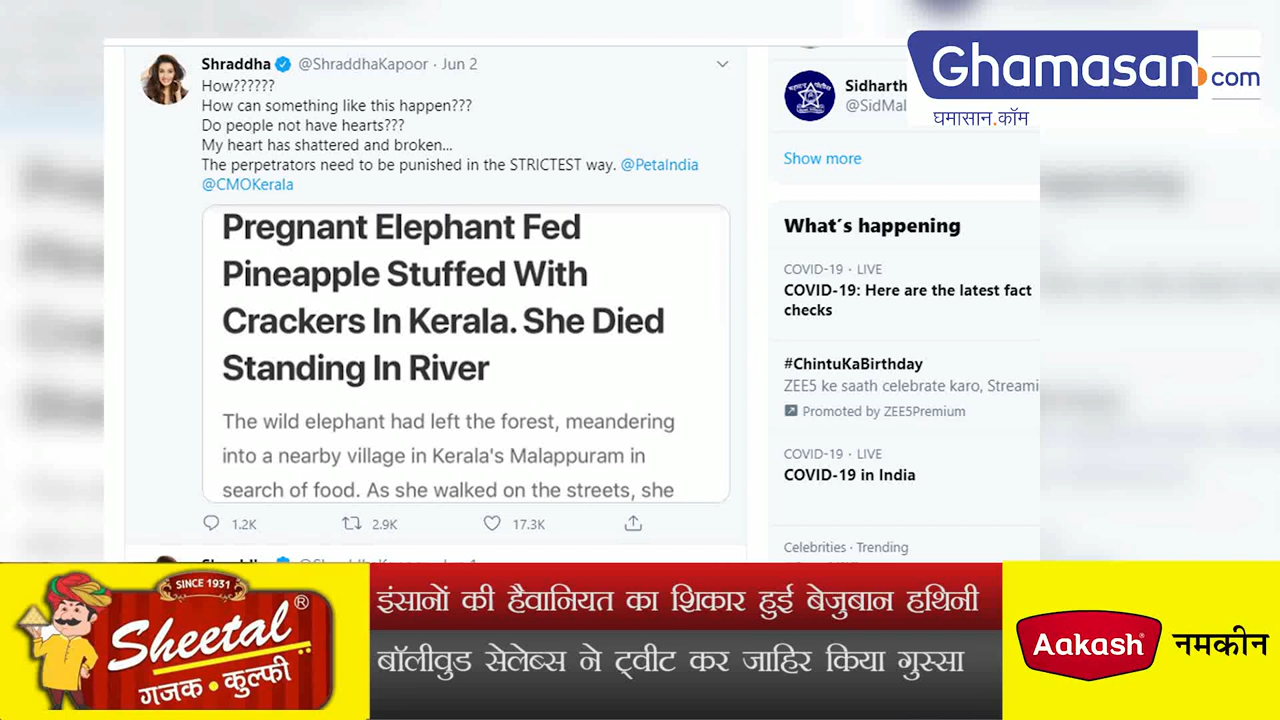 Shraddha @ShraddhaKapoor · Jun 2
How??????
How can something like this happen???
Do people not have hearts???
My heart has shattered and broken...
The perpetrators need to be punished in the STRICTEST way. @PetaIndia
@CMOKerala
Pregnant Elephant Fed
Pineapple Stuffed With
Crackers In Kerala. She Died
Standing In River
The wild elephant had left the forest, meandering
into a nearby village in Kerala's Malappuram in
search of food. As she walked on the streets, she
1.2K 2.9K 17.3K
Ghamasan.com
घमासान.कॉम
Sidharth
@SidMal
Show more
What´s happening
COVID-19 · LIVE
COVID-19: Here are the latest fact
checks
#ChintuKaBirthday
ZEE5 ke saath celebrate karo, Streami
Promoted by ZEE5Premium
COVID-19 · LIVE
COVID-19 in India
Celebrities · Trending
SINCE 1931
Sheetal®
गजक • कुल्फी
इंसानों की हैवानियत का शिकार हुई बेजुबान हथिनी
बॉलीवुड सेलेब्स ने ट्वीट कर जाहिर किया गुस्सा
Aakash® नमकीन